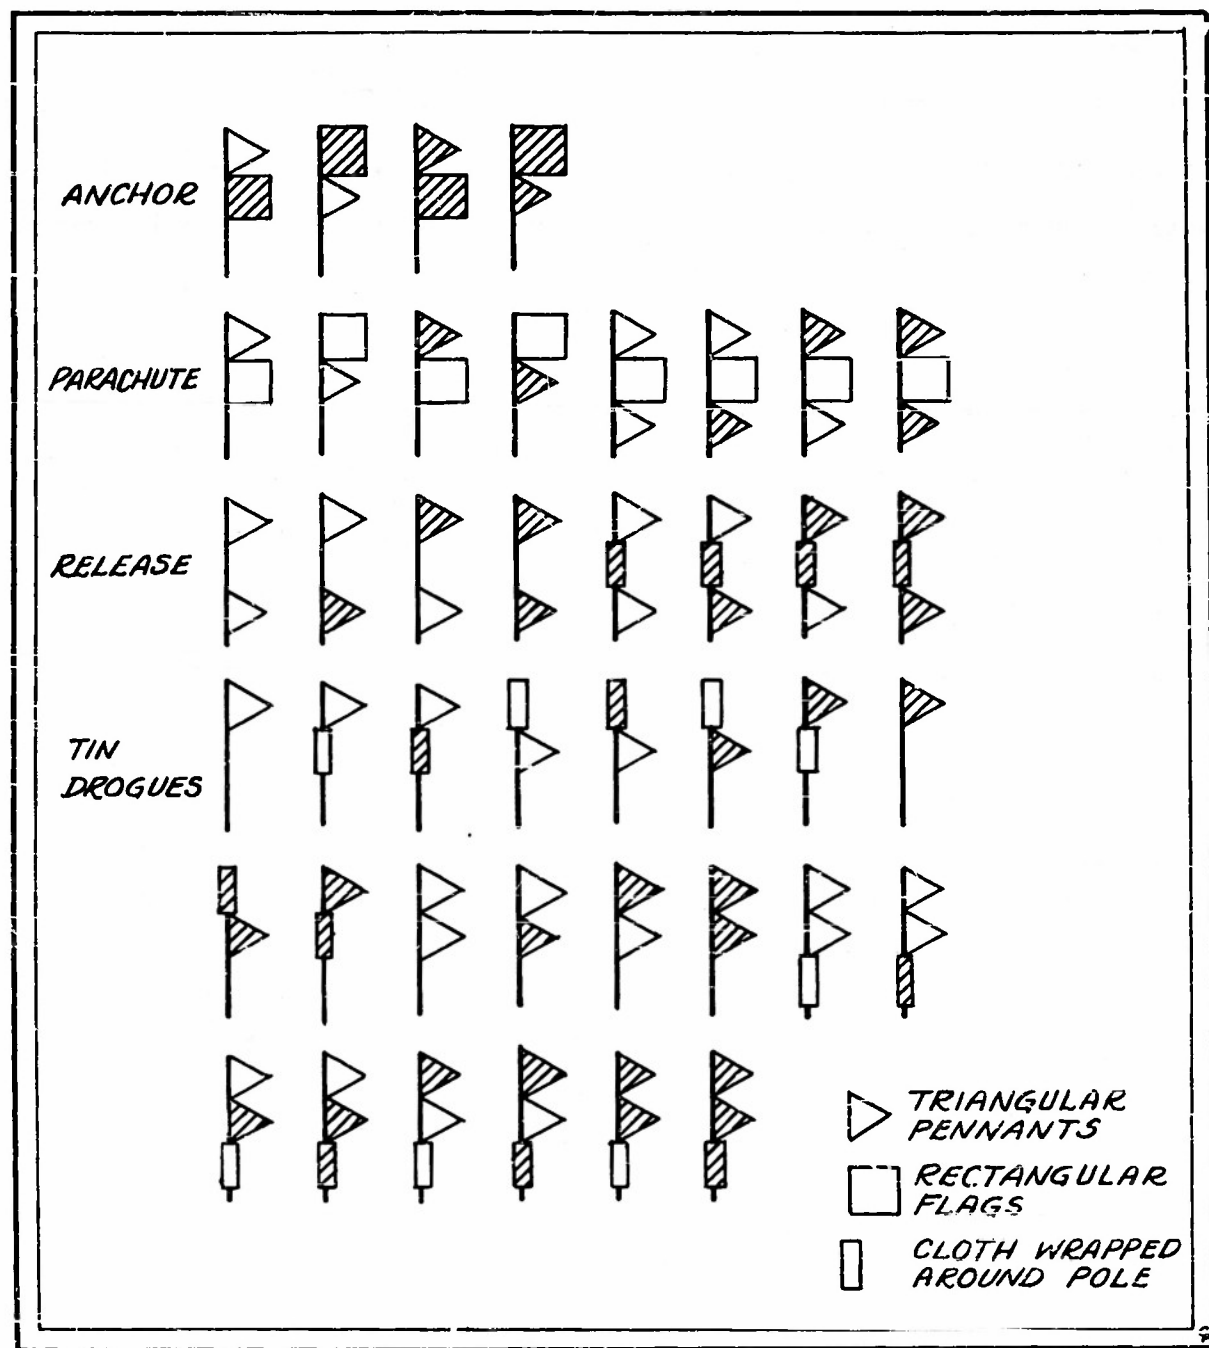 ANCHOR
PARACHUTE
RELEASE
TIN
DROGUES
TRIANGULAR
PENNANTS
RECTANGULAR
FLAGS
CLOTH WRAPPED
AROUND POLE